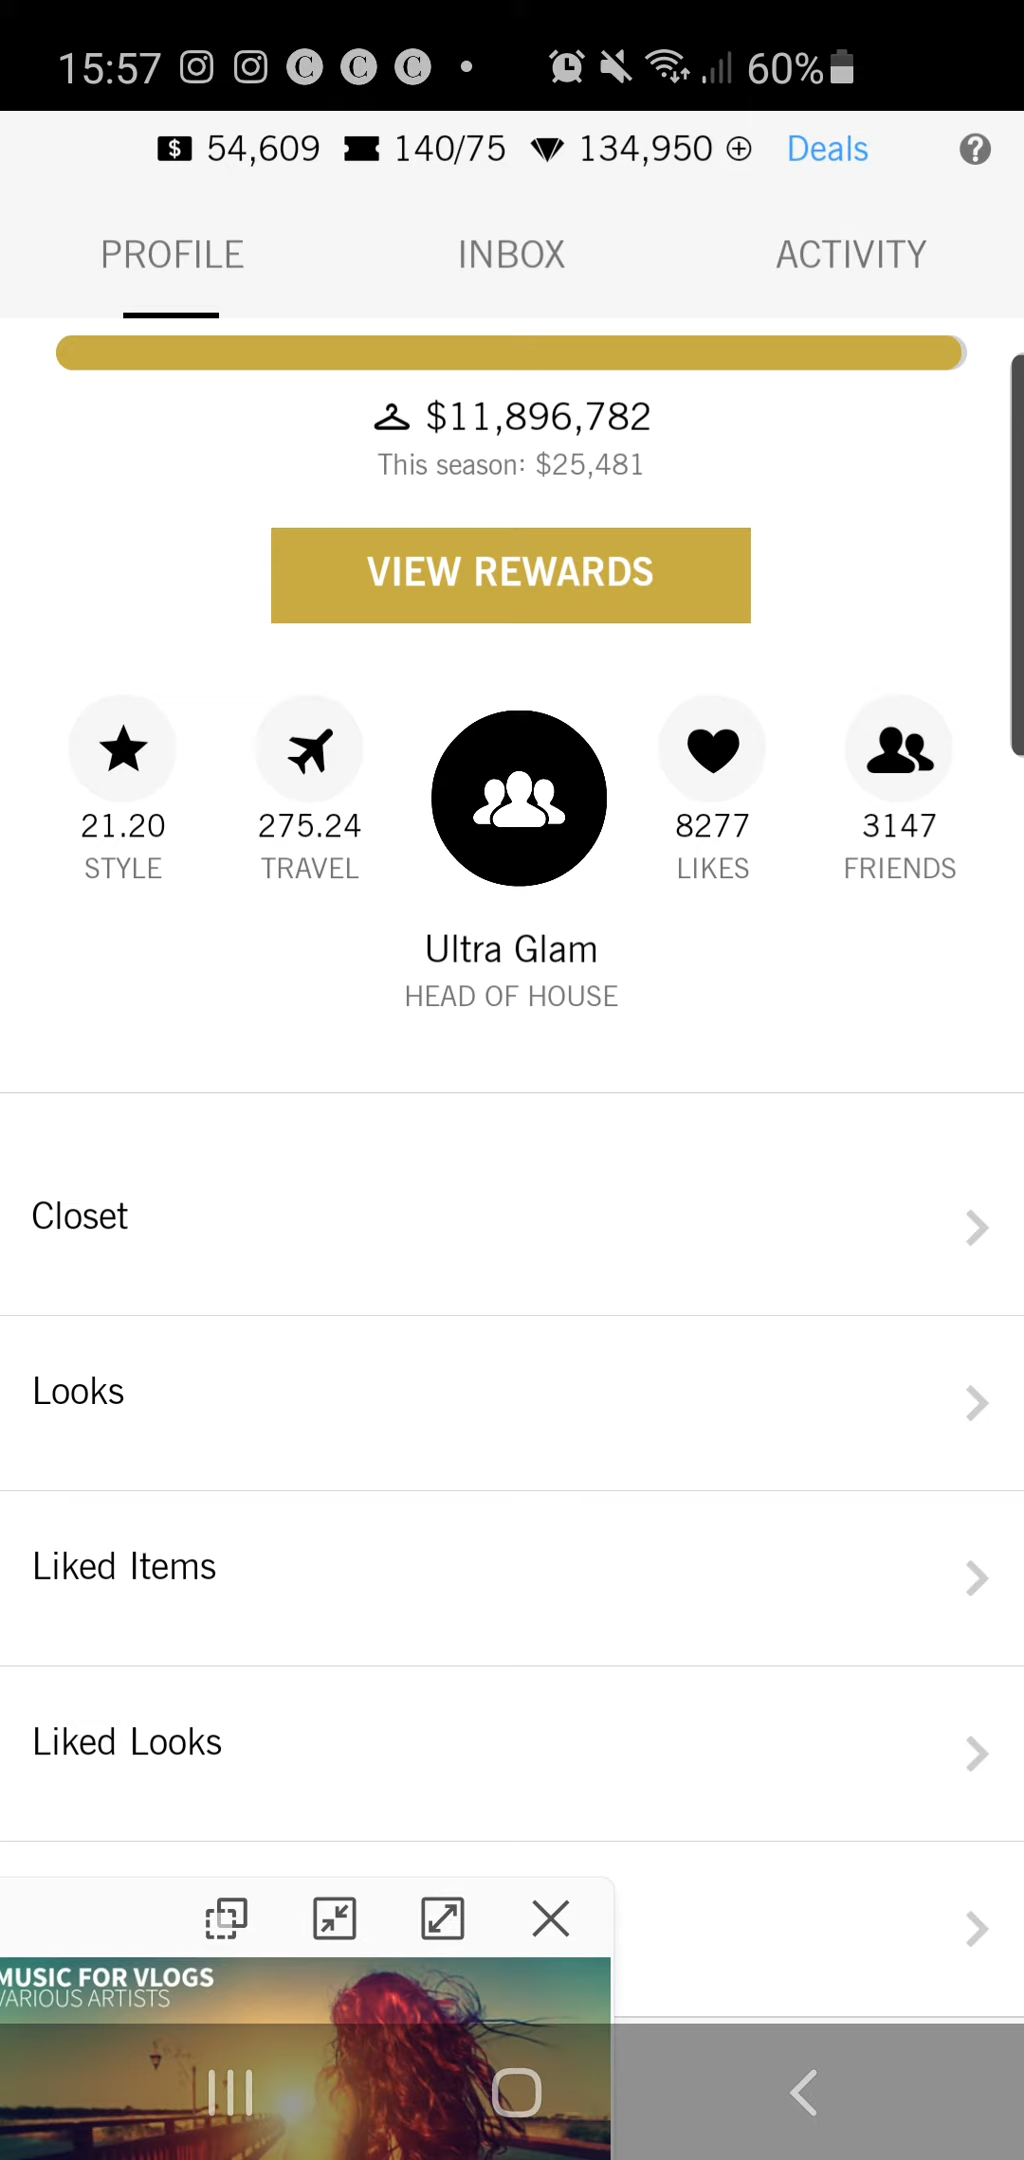 15:57 60%
54,609 140/75 134,950 Deals
PROFILE INBOX ACTIVITY
$11,896,782
This season: $25,481
VIEW REWARDS
21.20 275.24 8277 3147
STYLE TRAVEL LIKES FRIENDS
Ultra Glam
HEAD OF HOUSE
Closet
Looks
Liked Items
Liked Looks
MUSIC FOR VLOGS
VARIOUS ARTISTS